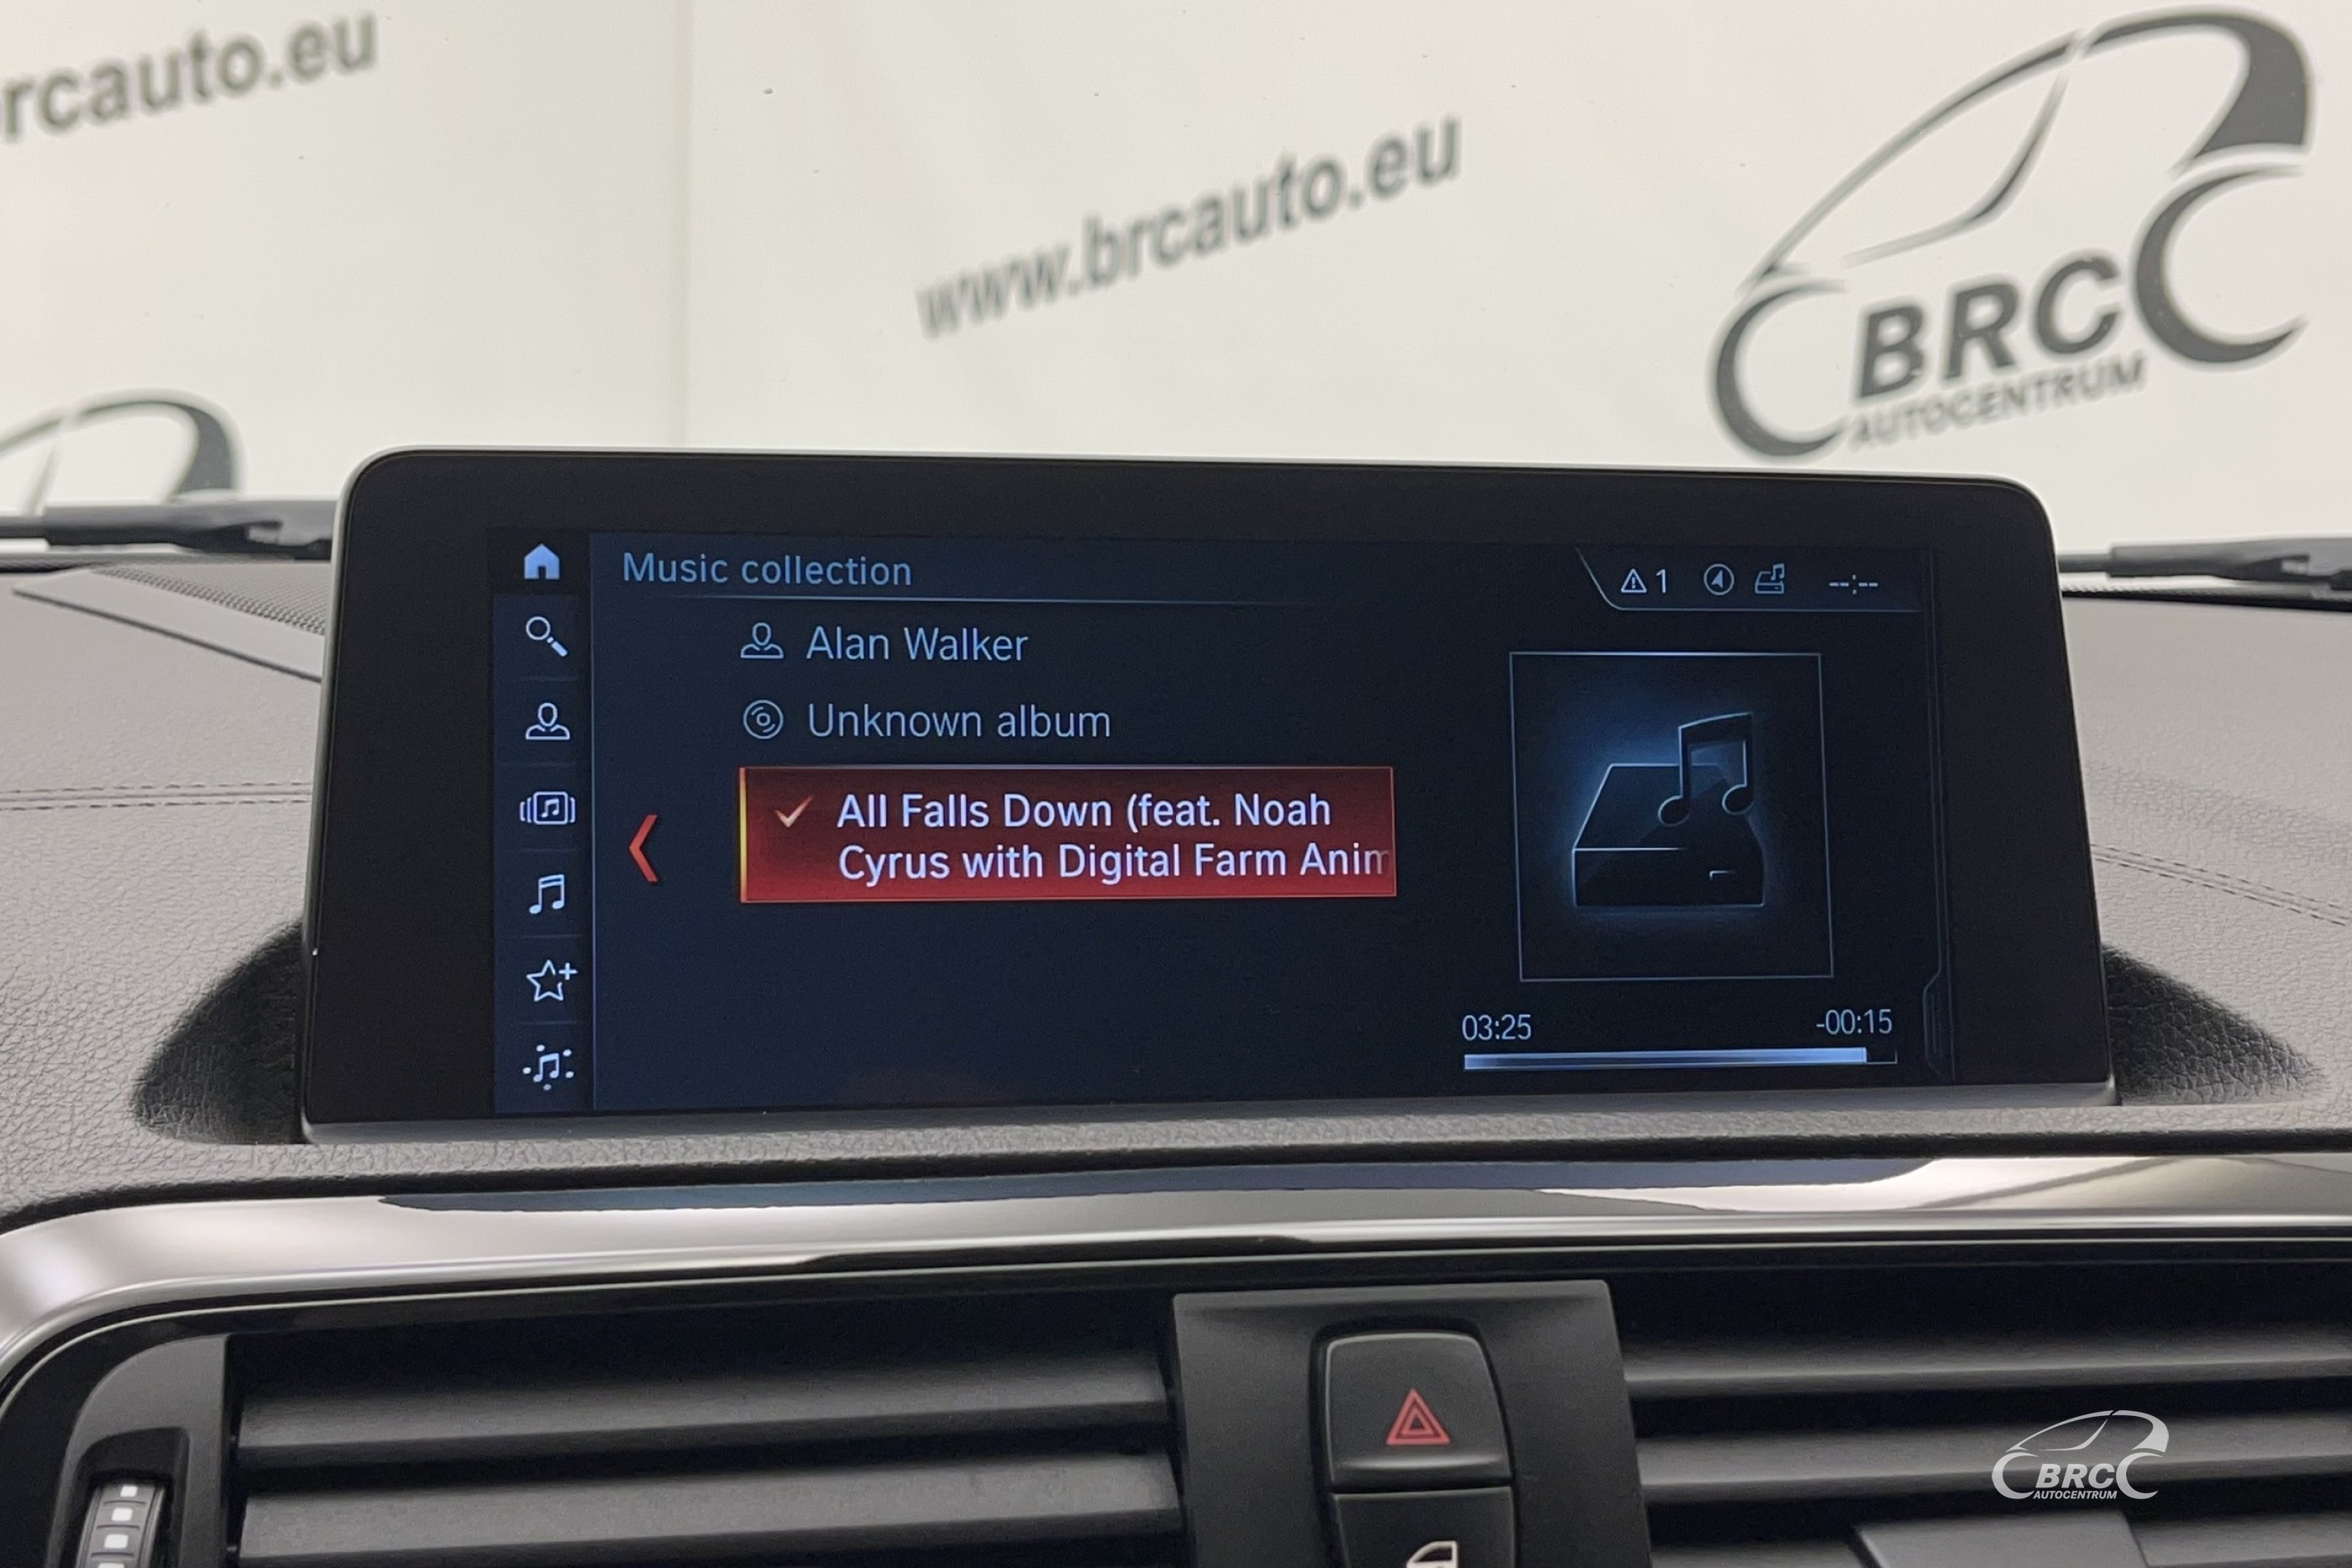 rcauto.eu
www.brcauto.eu
BRC
AUTOCENTRUM
Music collection
1
--:--
Alan Walker
Unknown album
All Falls Down (feat. Noah
Cyrus with Digital Farm Anim
03:25
-00:15
BRC
AUTOCENTRUM